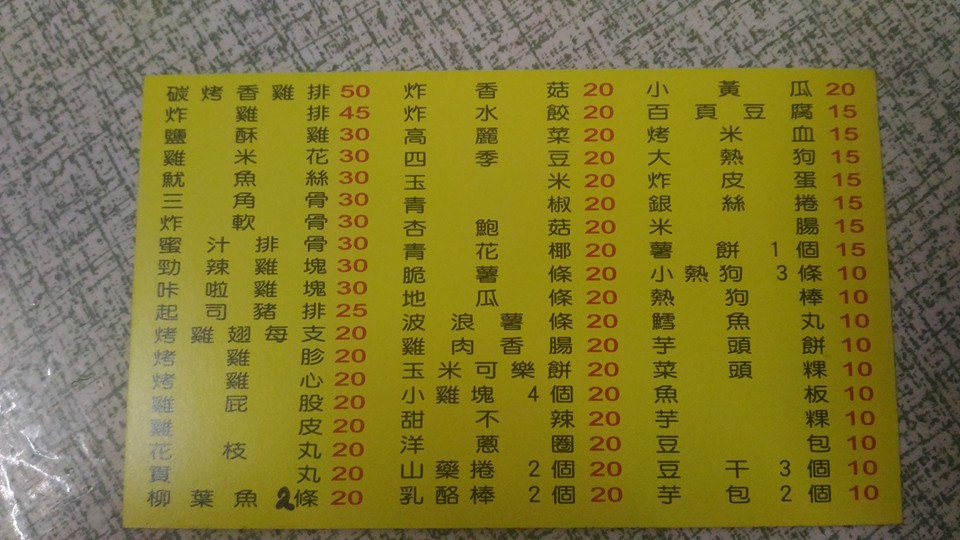 碳烤香雞排 50
炸雞排 45
鹽酥雞 30
雞米花 30
魷魚絲 30
三角骨 30
炸軟骨 30
蜜汁排骨 30
勁辣雞塊 30
咔啦雞塊 30
起司豬排 25
烤雞翅每支 20
烤雞胗 20
烤雞心 20
雞屁股 20
雞皮 20
花枝丸 20
貢丸 20
柳葉魚2條 20
炸香菇 20
炸水餃 20
高麗菜 20
四季豆 20
玉米 20
青椒 20
杏鮑菇 20
青花椰 20
脆薯條 20
地瓜條 20
波浪薯條 20
雞肉香腸 20
玉米可樂餅 20
小雞塊4個 20
甜不辣 20
洋蔥圈 20
山藥捲2個 20
乳酪棒2個 20
小黃瓜 20
百頁豆腐 15
烤米血 15
大熱狗 15
炸皮蛋 15
銀絲捲 15
米腸 15
薯餅1個 15
小熱狗3條 10
熱狗棒 10
鱈魚丸 10
芋頭餅 10
菜頭粿 10
魚板 10
芋粿 10
豆包 10
豆干3個 10
芋包2個 10